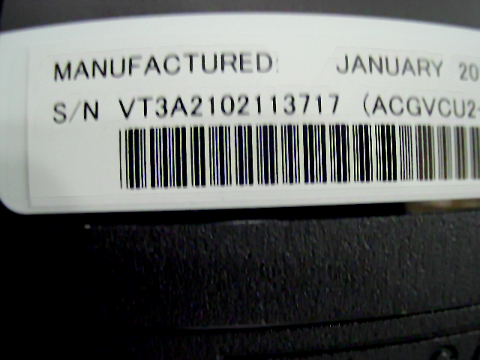 MANUFACTURED: JANUARY 20
S/N VT3A2102113717 (ACGVCU2-